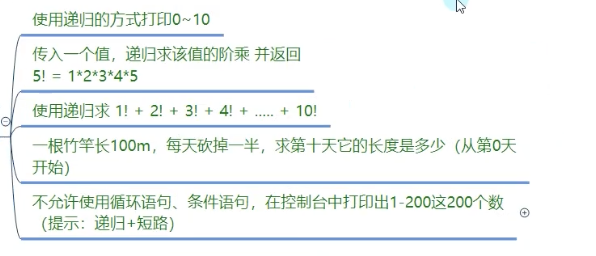 使用递归的方式打印0~10
传入一个值，递归求该值的阶乘 并返回
5! = 1*2*3*4*5
使用递归求 1! + 2! + 3! + 4! + ..... + 10!
一根竹竿长100m，每天砍掉一半，求第十天它的长度是多少（从第0天
开始）
不允许使用循环语句、条件语句，在控制台中打印出1-200这200个数
（提示：递归+短路）